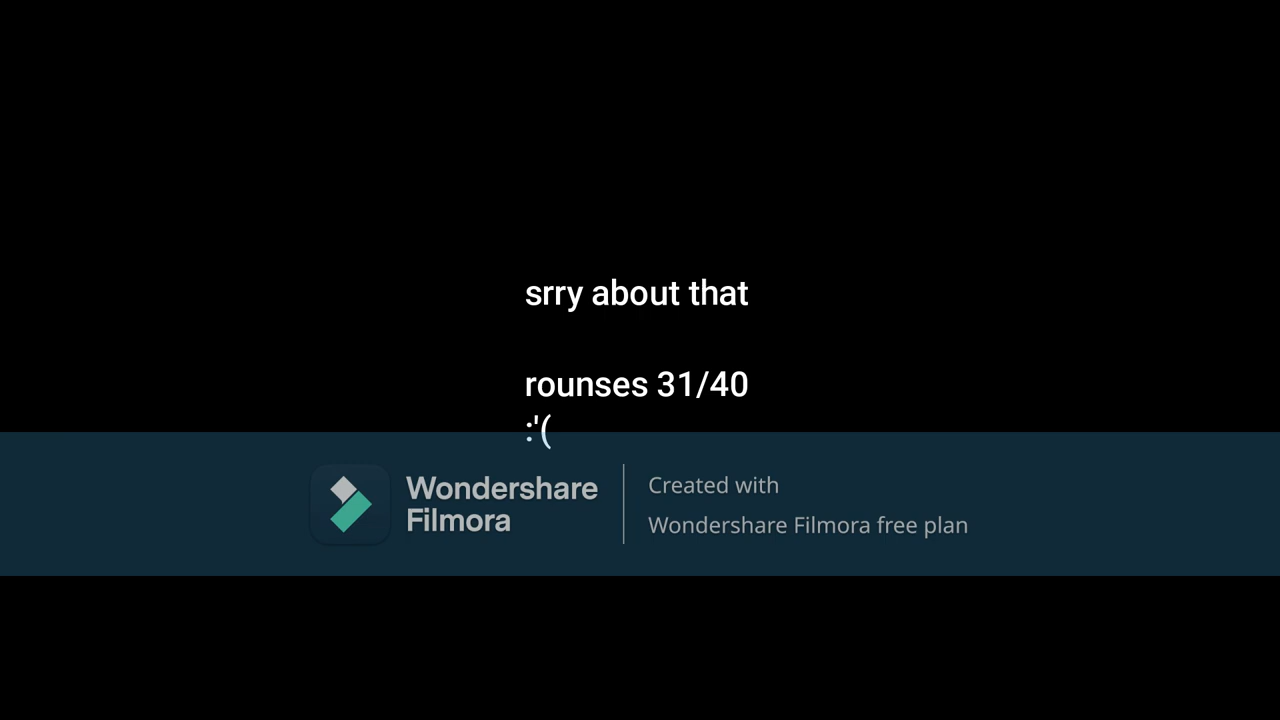 srry about that
rounses 31/40
:'(
Wondershare
Filmora
Created with
Wondershare Filmora free plan